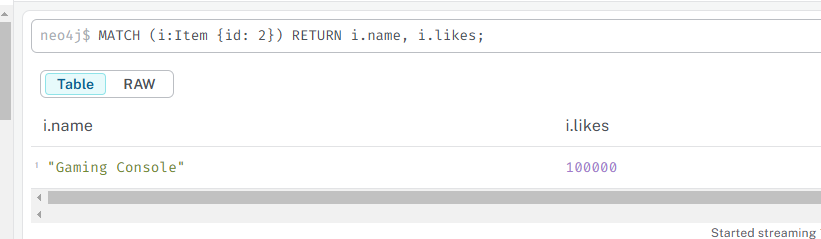 neo4j$ MATCH (i:Item {id: 2}) RETURN i.name, i.likes;
Table RAW
i.name i.likes
1 "Gaming Console" 100000
Started streaming